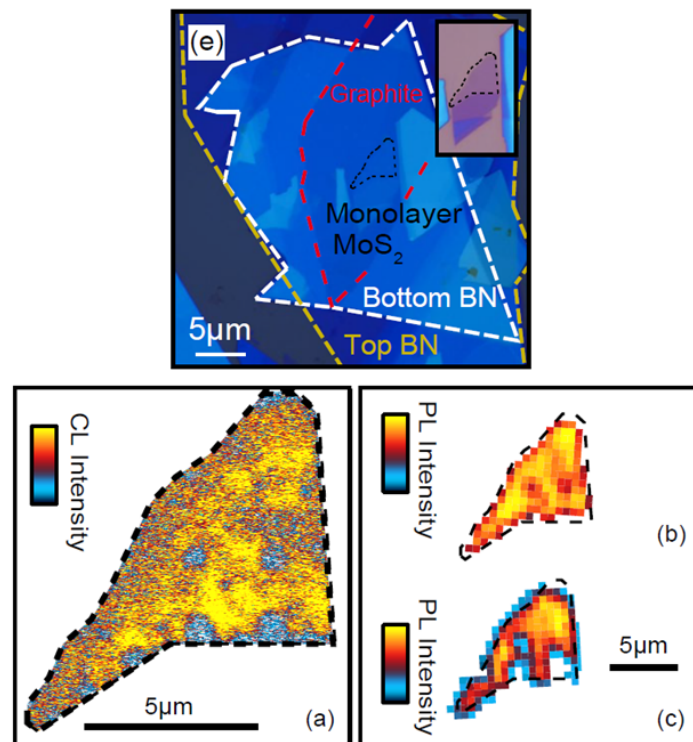 (e)
Graphite
Monolayer
MoS₂
Bottom BN
5μm
Top BN
CL Intensity
5μm
(a)
PL Intensity
(b)
PL Intensity
5μm
(c)